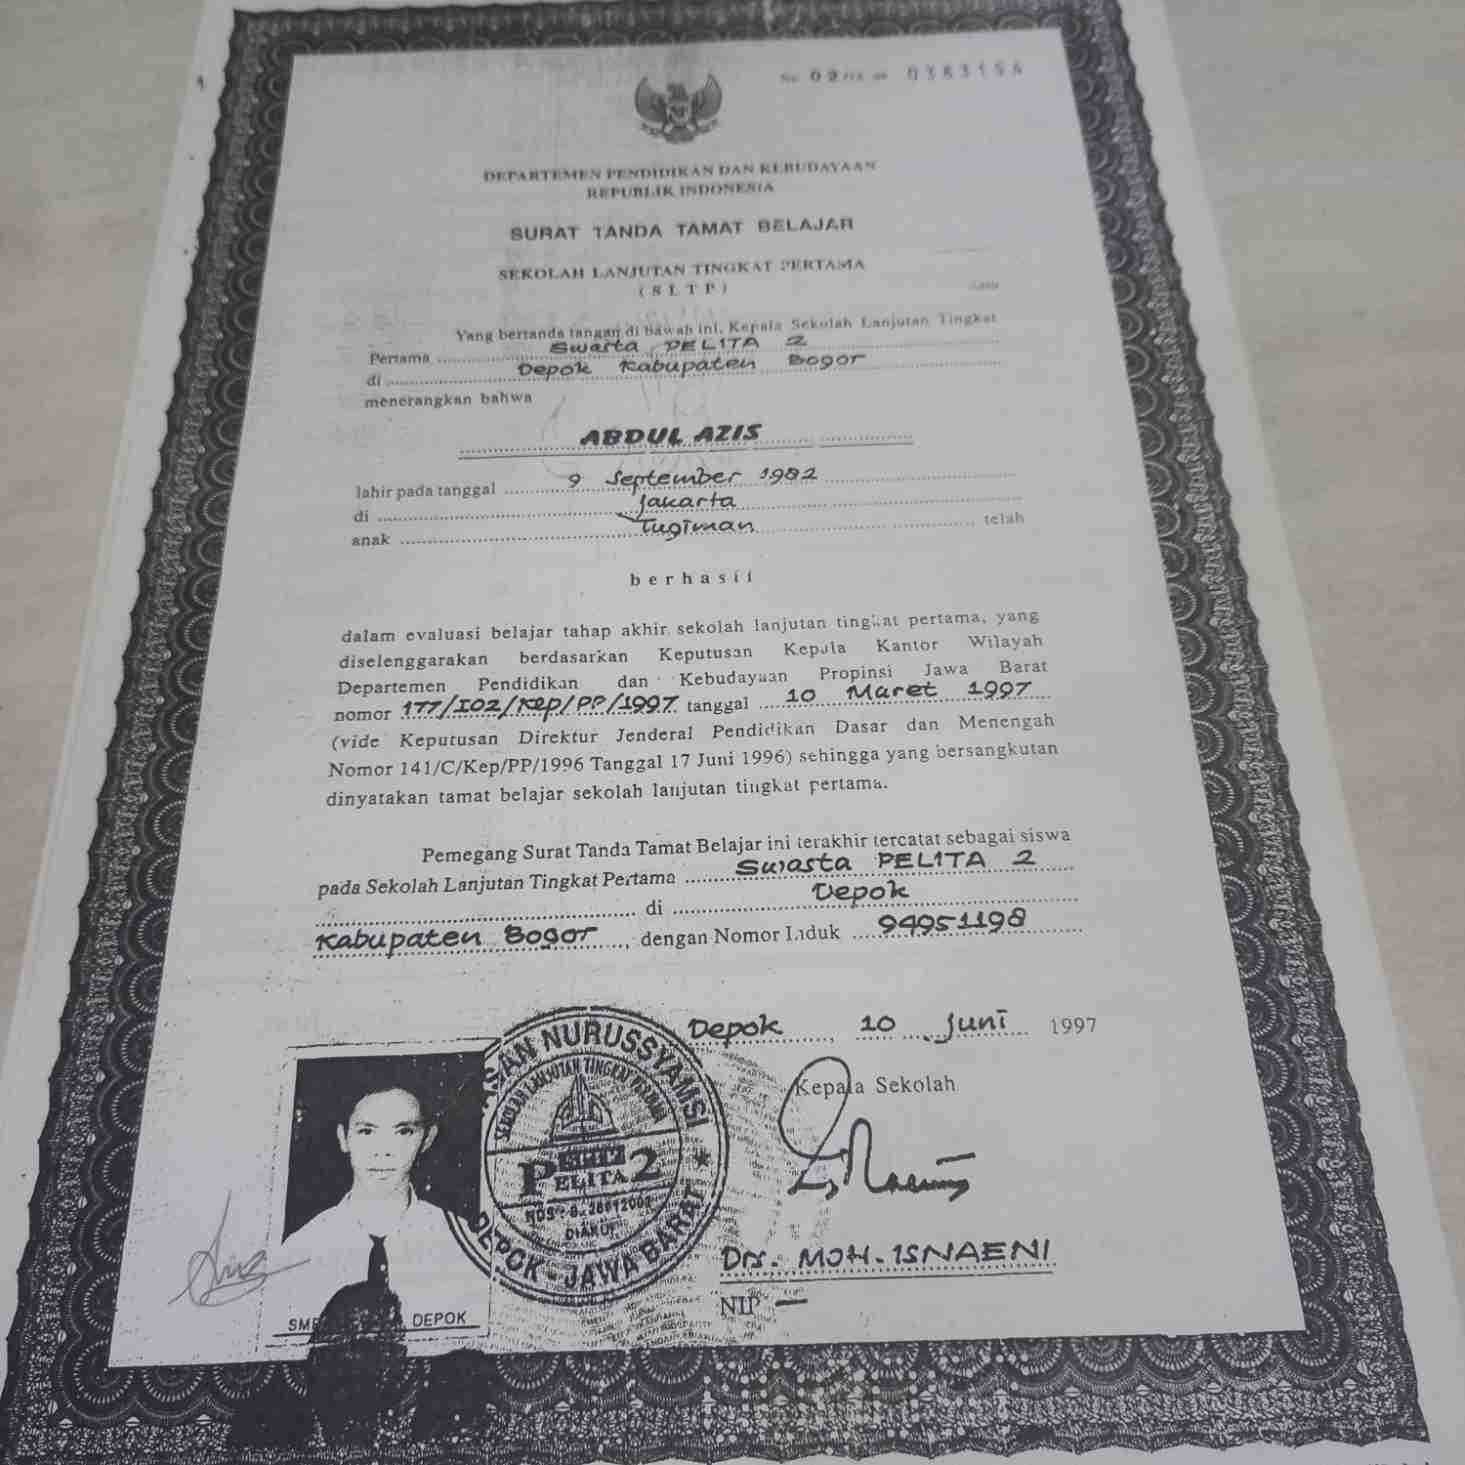 No. 02 0383154
DEPARTEMEN PENDIDIKAN DAN KEBUDAYAAN
REPUBLIK INDONESIA
SURAT TANDA TAMAT BELAJAR
SEKOLAH LANJUTAN TINGKAT PERTAMA
( S L T P )
Yang bertanda tangan di bawah ini, Kepala Sekolah Lanjutan Tingkat
Pertama Swasta PELITA 2
di Depok Kabupaten Bogor
menerangkan bahwa
ABDUL AZIS
lahir pada tanggal 9 September 1982
di Jakarta
anak Tugiman telah
berhasil
dalam evaluasi belajar tahap akhir sekolah lanjutan tingkat pertama, yang
diselenggarakan berdasarkan Keputusan Kepala Kantor Wilayah
Departemen Pendidikan dan Kebudayaan Propinsi Jawa Barat
nomor 177/I02/Kep/PP/1997 tanggal 10 Maret 1997
(vide Keputusan Direktur Jenderal Pendidikan Dasar dan Menengah
Nomor 141/C/Kep/PP/1996 Tanggal 17 Juni 1996) sehingga yang bersangkutan
dinyatakan tamat belajar sekolah lanjutan tingkat pertama.
Pemegang Surat Tanda Tamat Belajar ini terakhir tercatat sebagai siswa
pada Sekolah Lanjutan Tingkat Pertama Swasta PELITA 2
di Depok
Kabupaten Bogor, dengan Nomor Induk 94951198
Depok, 10 Juni 1997
Kepala Sekolah
NURUSSYAMSI
SEKOLAH LANJUTAN TINGKAT PERTAMA
PELITA 2
DIAKUI
DEPOK - JAWA BARAT
Drs. MOH. ISNAENI
NIP —
DEPOK